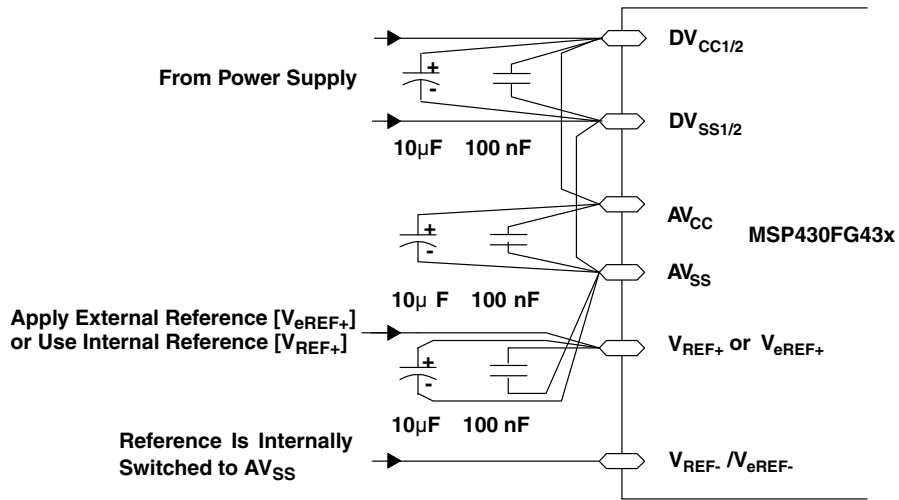 DVCC1/2
From Power Supply
+
-
DVSS1/2
10µF 100 nF
AVCC
MSP430FG43x
+
-
AVSS
10µ F 100 nF
Apply External Reference [VeREF+]
or Use Internal Reference [VREF+]
VREF+ or VeREF+
+
-
10µF 100 nF
Reference Is Internally
Switched to AVSS
VREF- /VeREF-